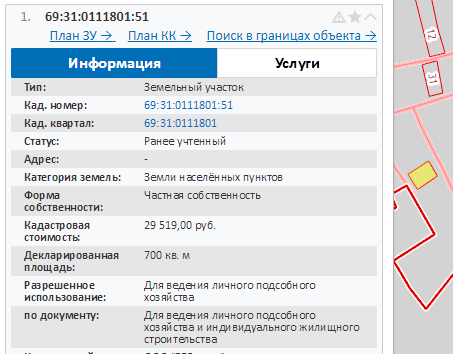 1. 69:31:0111801:51
План ЗУ → План КК → Поиск в границах объекта →
Информация Услуги
Тип: Земельный участок
Кад. номер: 69:31:0111801:51
Кад. квартал: 69:31:0111801
Статус: Ранее учтенный
Адрес: -
Категория земель: Земли населённых пунктов
Форма собственности: Частная собственность
Кадастровая стоимость: 29 519,00 руб.
Декларированная площадь: 700 кв. м
Разрешенное использование: Для ведения личного подсобного
хозяйства
по документу: Для ведения личного подсобного
хозяйства и индивидуального жилищного
строительства
12
31